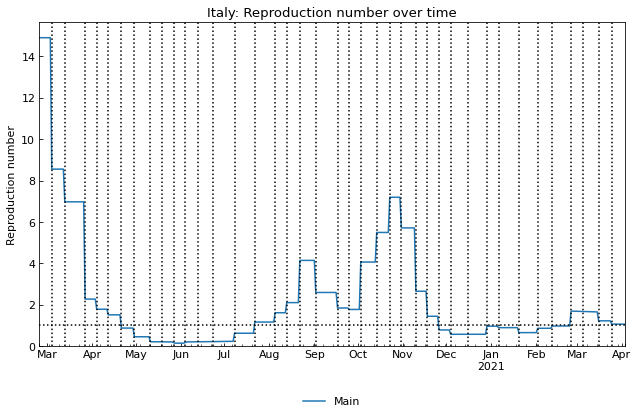 Italy: Reproduction number over time
Reproduction number
14
12
10
8
6
4
2
0
Mar Apr May Jun Jul Aug Sep Oct Nov Dec Jan Feb Mar Apr
2021
Main